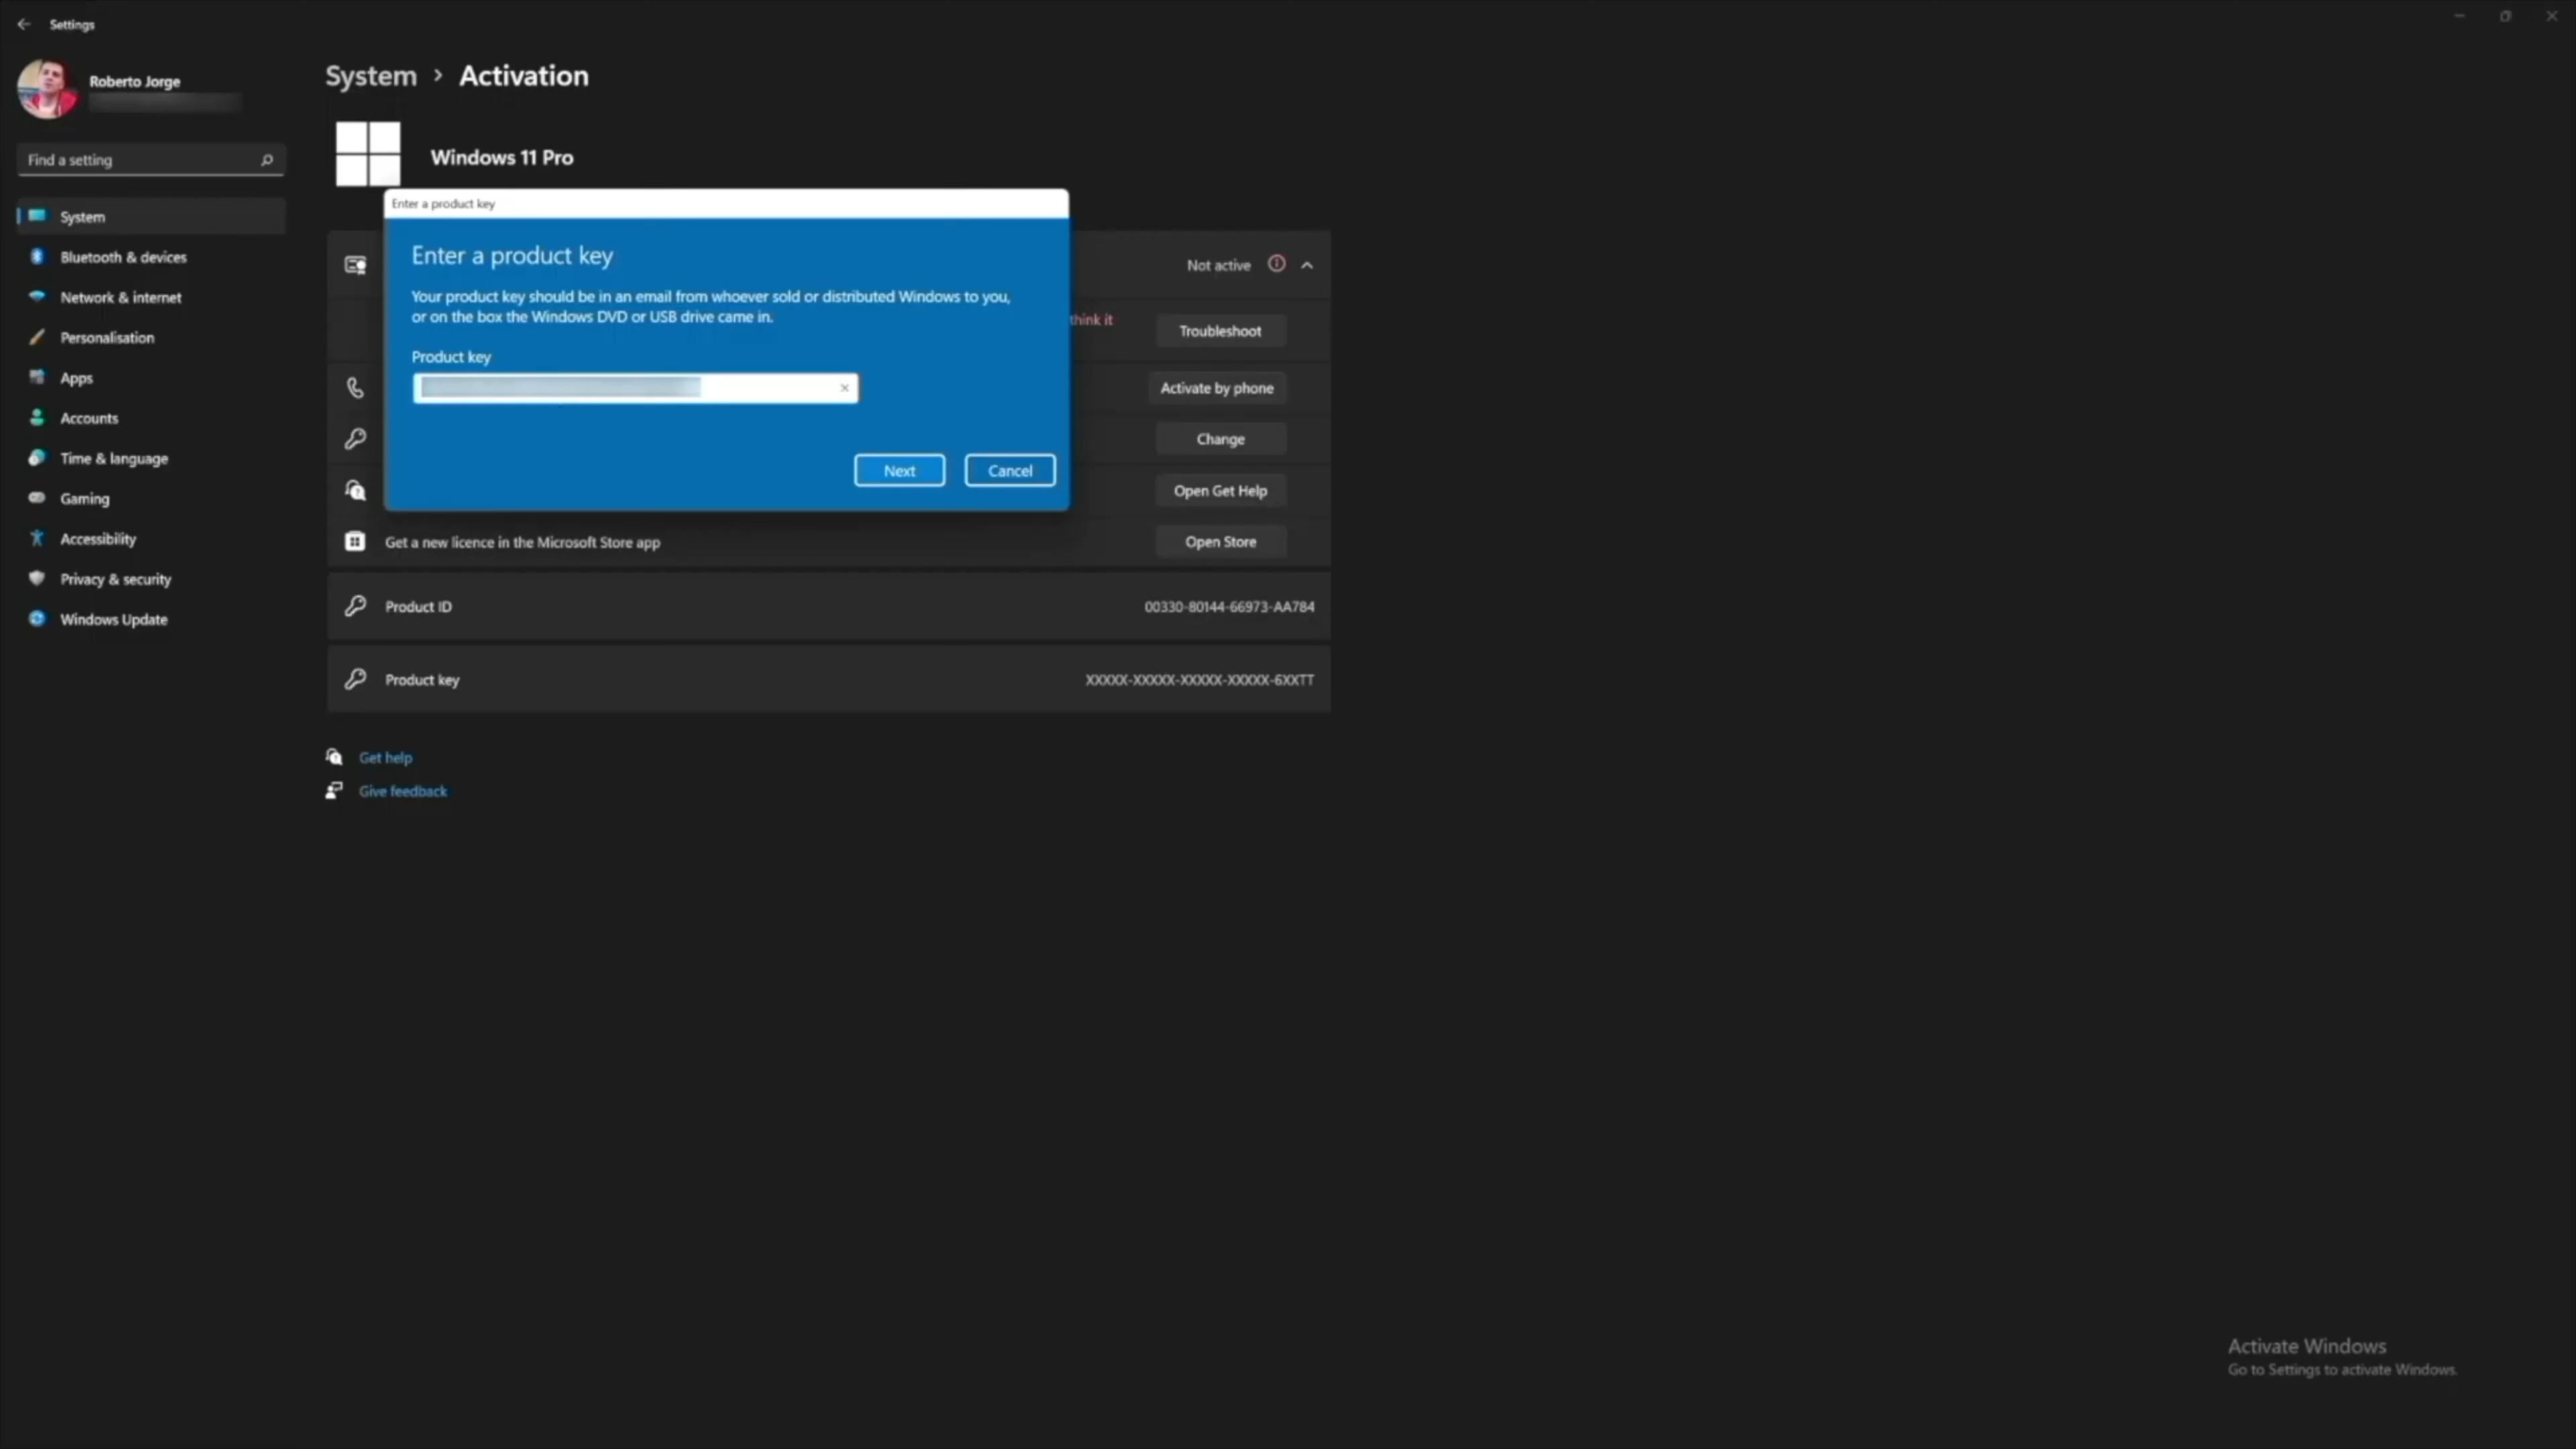 Settings
Roberto Jorge
Find a setting
System
Bluetooth & devices
Network & internet
Personalisation
Apps
Accounts
Time & language
Gaming
Accessibility
Privacy & security
Windows Update
System > Activation
Windows 11 Pro
Enter a product key
Enter a product key
Your product key should be in an email from whoever sold or distributed Windows to you,
or on the box the Windows DVD or USB drive came in.
Product key
Next Cancel
Not active
think it
Troubleshoot
Activate by phone
Change
Open Get Help
Get a new licence in the Microsoft Store app
Open Store
Product ID
00330-80144-66973-AA784
Product key
XXXXX-XXXXX-XXXXX-XXXXX-6XXTT
Get help
Give feedback
Activate Windows
Go to Settings to activate Windows.